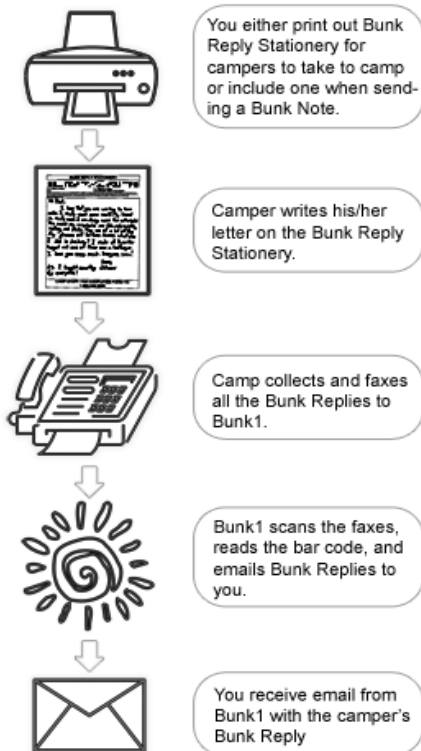 You either print out Bunk
Reply Stationery for
campers to take to camp
or include one when send-
ing a Bunk Note.
Camper writes his/her
letter on the Bunk Reply
Stationery.
Camp collects and faxes
all the Bunk Replies to
Bunk1.
Bunk1 scans the faxes,
reads the bar code, and
emails Bunk Replies to
you.
You receive email from
Bunk1 with the camper's
Bunk Reply